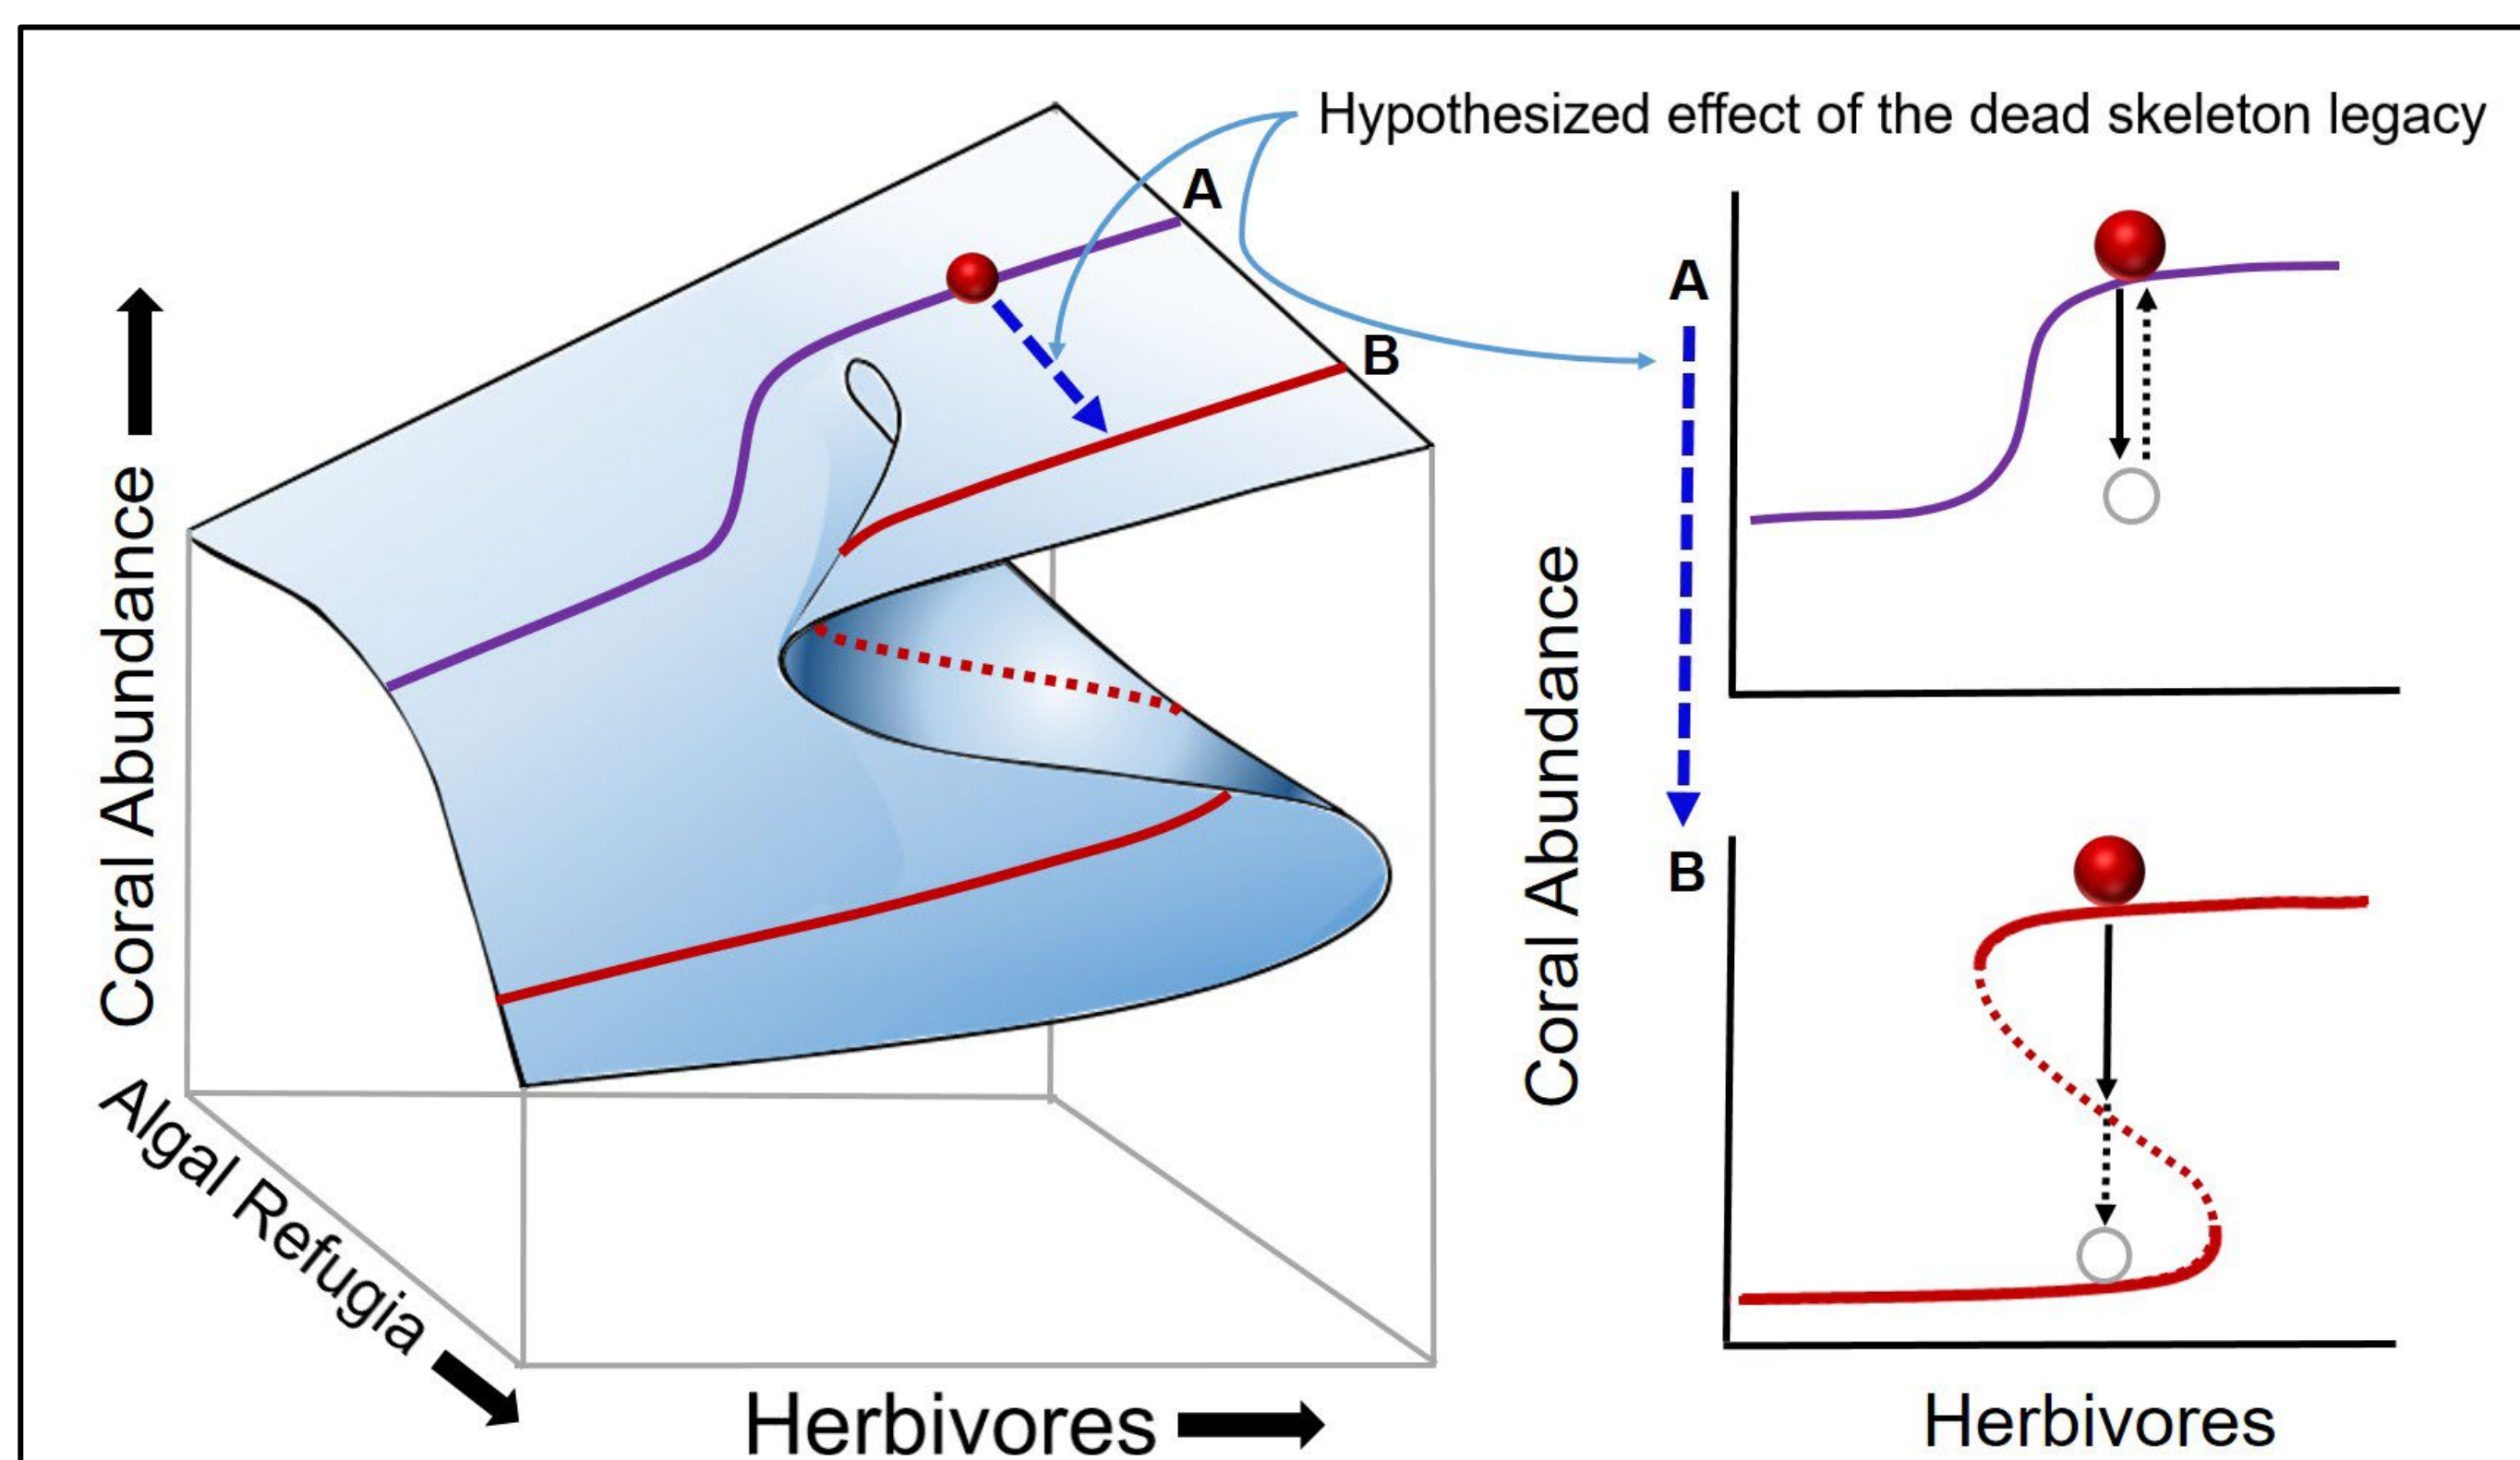 Hypothesized effect of the dead skeleton legacy
A
B
Coral Abundance
Algal Refugia
Herbivores
A
B
Coral Abundance
Herbivores